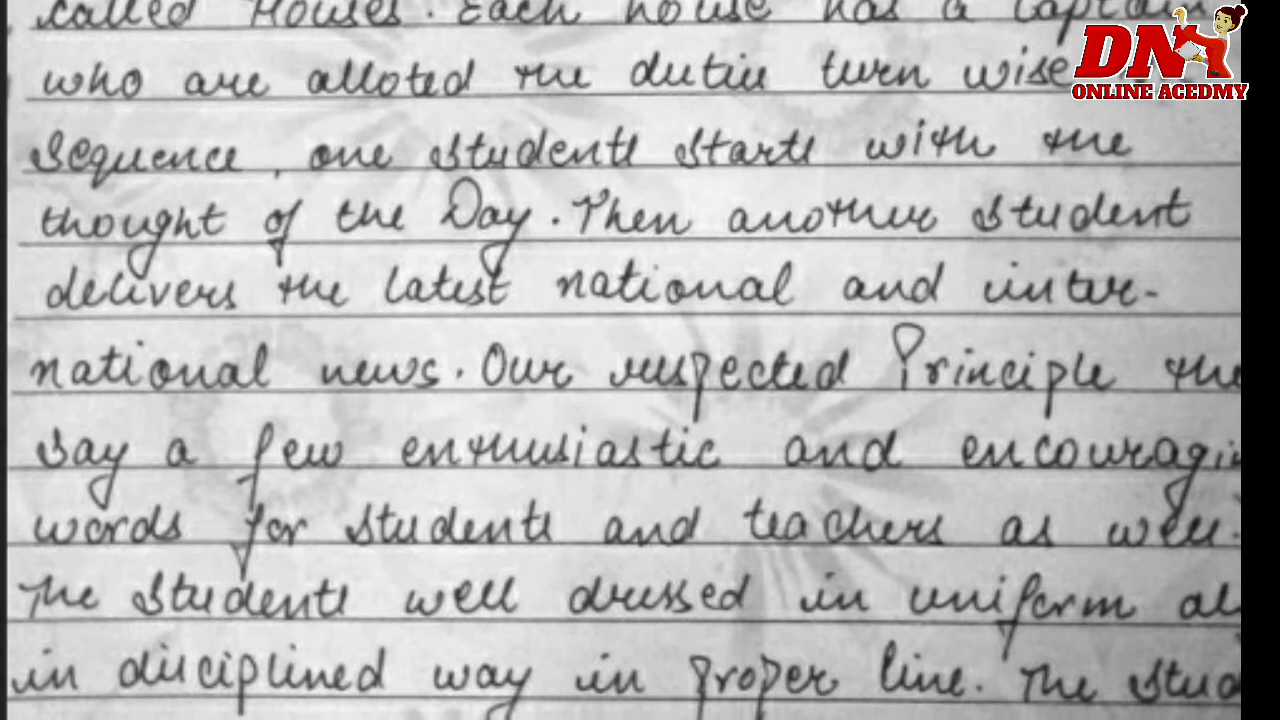 called Houses. Each house has a Captain
who are alloted the duties turn wise
sequence, one students starts with the
thought of the Day. Then another student
delivers the latest national and inter-
national news. Our respected Principle the
say a few enthusiastic and encouragi
words for students and teachers as well.
The students well dressed in uniform al
in disciplined way in proper line. The stud
DNA
ONLINE ACEDMY